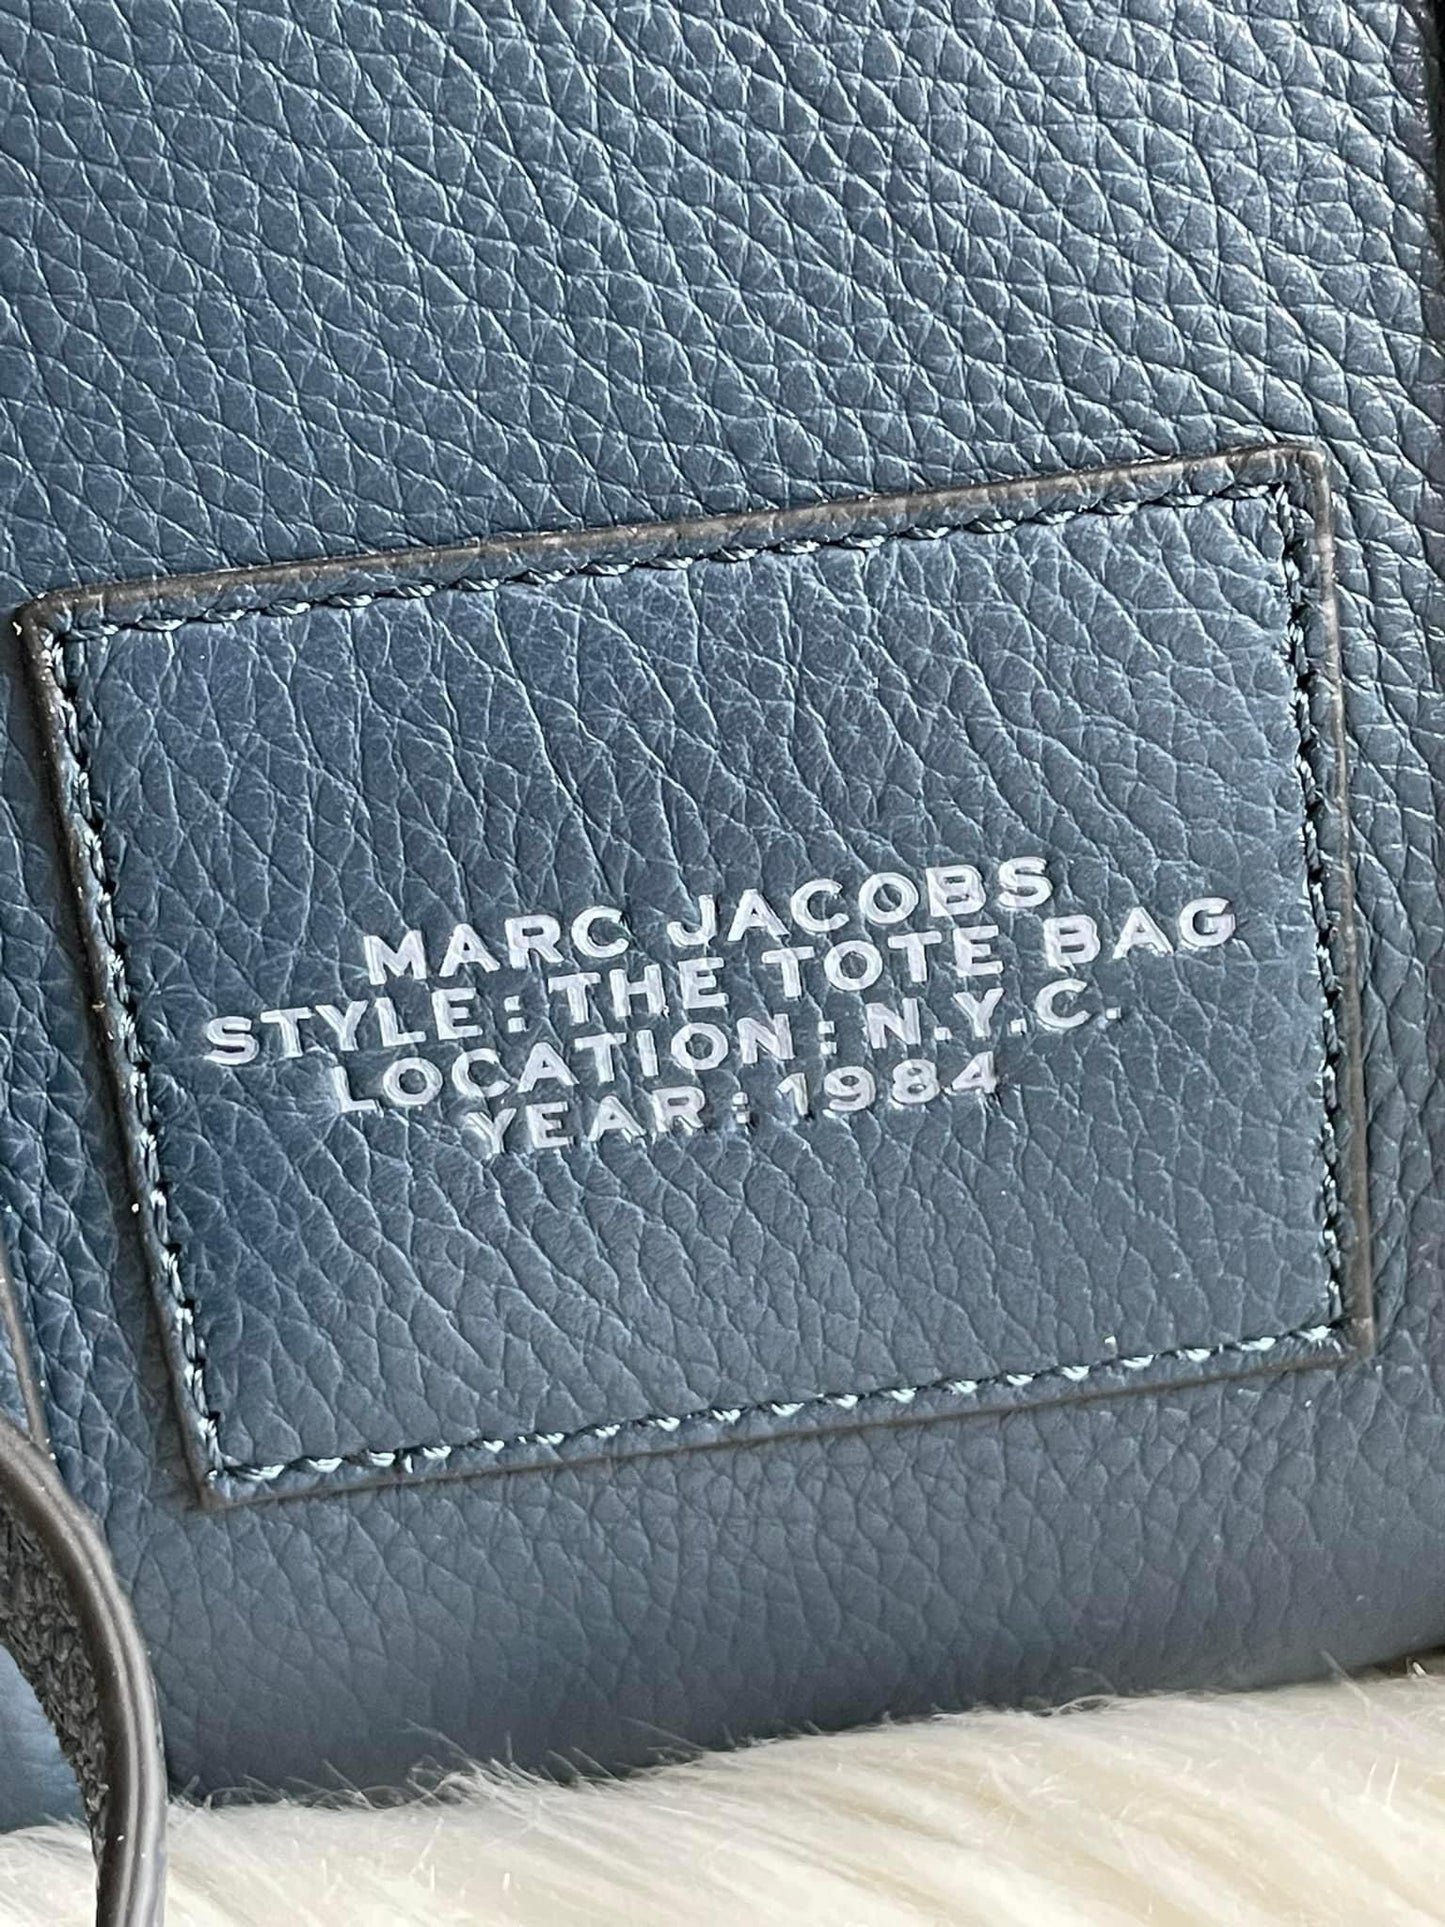 MARC JACOBS
STYLE: THE TOTE BAG
LOCATION: N.Y.C.
YEAR: 1984